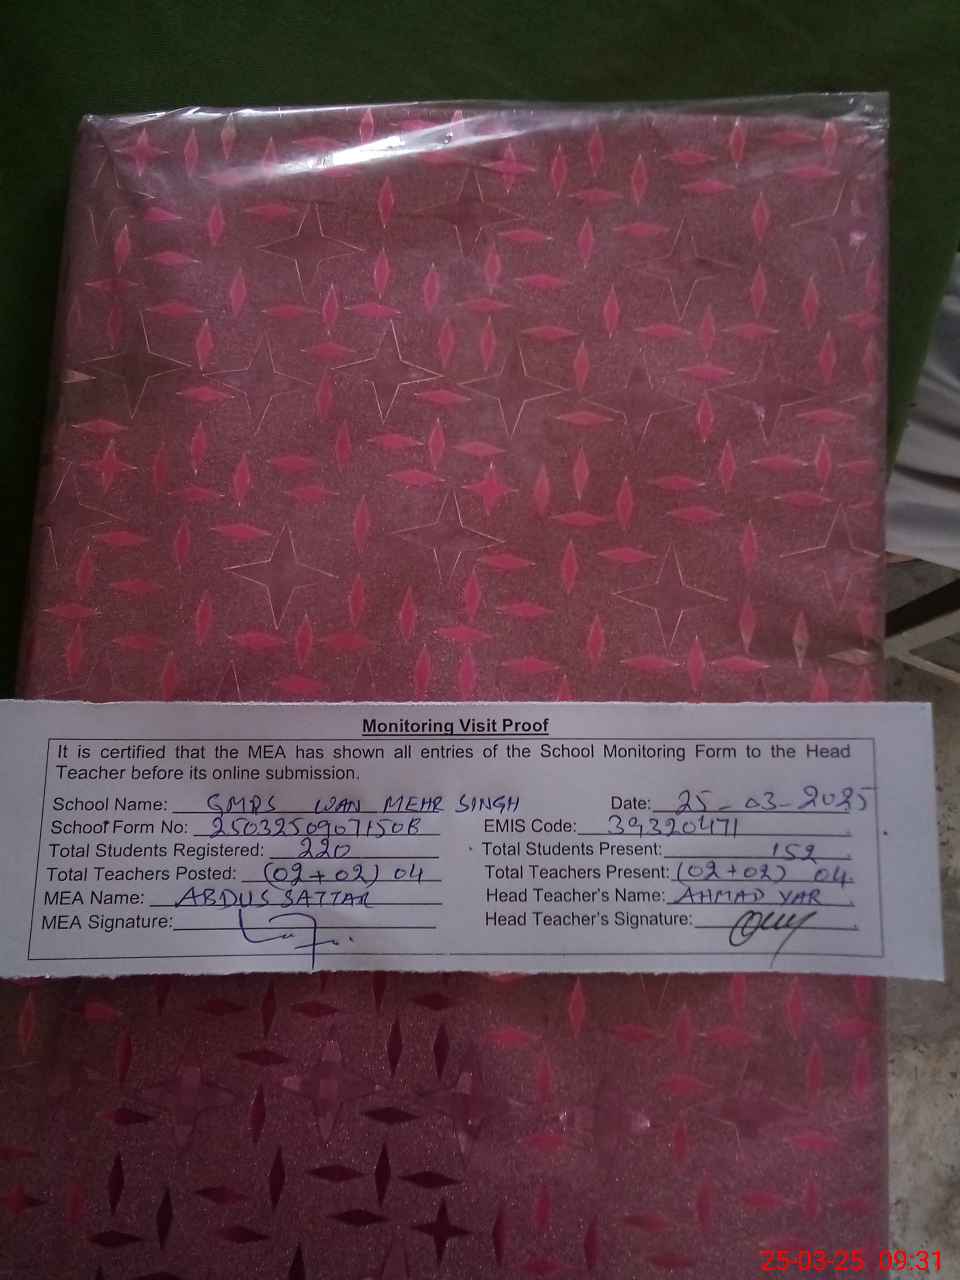 Monitoring Visit Proof
It is certified that the MEA has shown all entries of the School Monitoring Form to the Head
Teacher before its online submission.
School Name: GMPS WAN MEHR SINGH Date: 25-03-2025
School Form No: 2503250907150B EMIS Code: 39320471
Total Students Registered: 220 Total Students Present: 152
Total Teachers Posted: (02+02) 04 Total Teachers Present: (02+02) 04
MEA Name: ABDUS SATTAR Head Teacher's Name: AHMAD YAR
MEA Signature: Head Teacher's Signature:
25-03-25 09:31